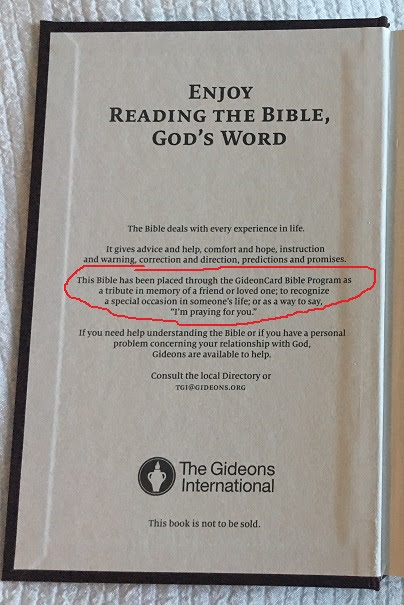 ENJOY
READING THE BIBLE,
GOD'S WORD
The Bible deals with every experience in life.
It gives advice and help, comfort and hope, instruction
and warning, correction and direction, predictions and promises.
This Bible has been placed through the GideonCard Bible Program as
a tribute in memory of a friend or loved one; to recognize
a special occasion in someone's life; or as a way to say,
"I'm praying for you."
If you need help understanding the Bible or if you have a personal
problem concerning your relationship with God,
Gideons are available to help.
Consult the local Directory or
TGI@GIDEONS.ORG
The Gideons
International
This book is not to be sold.